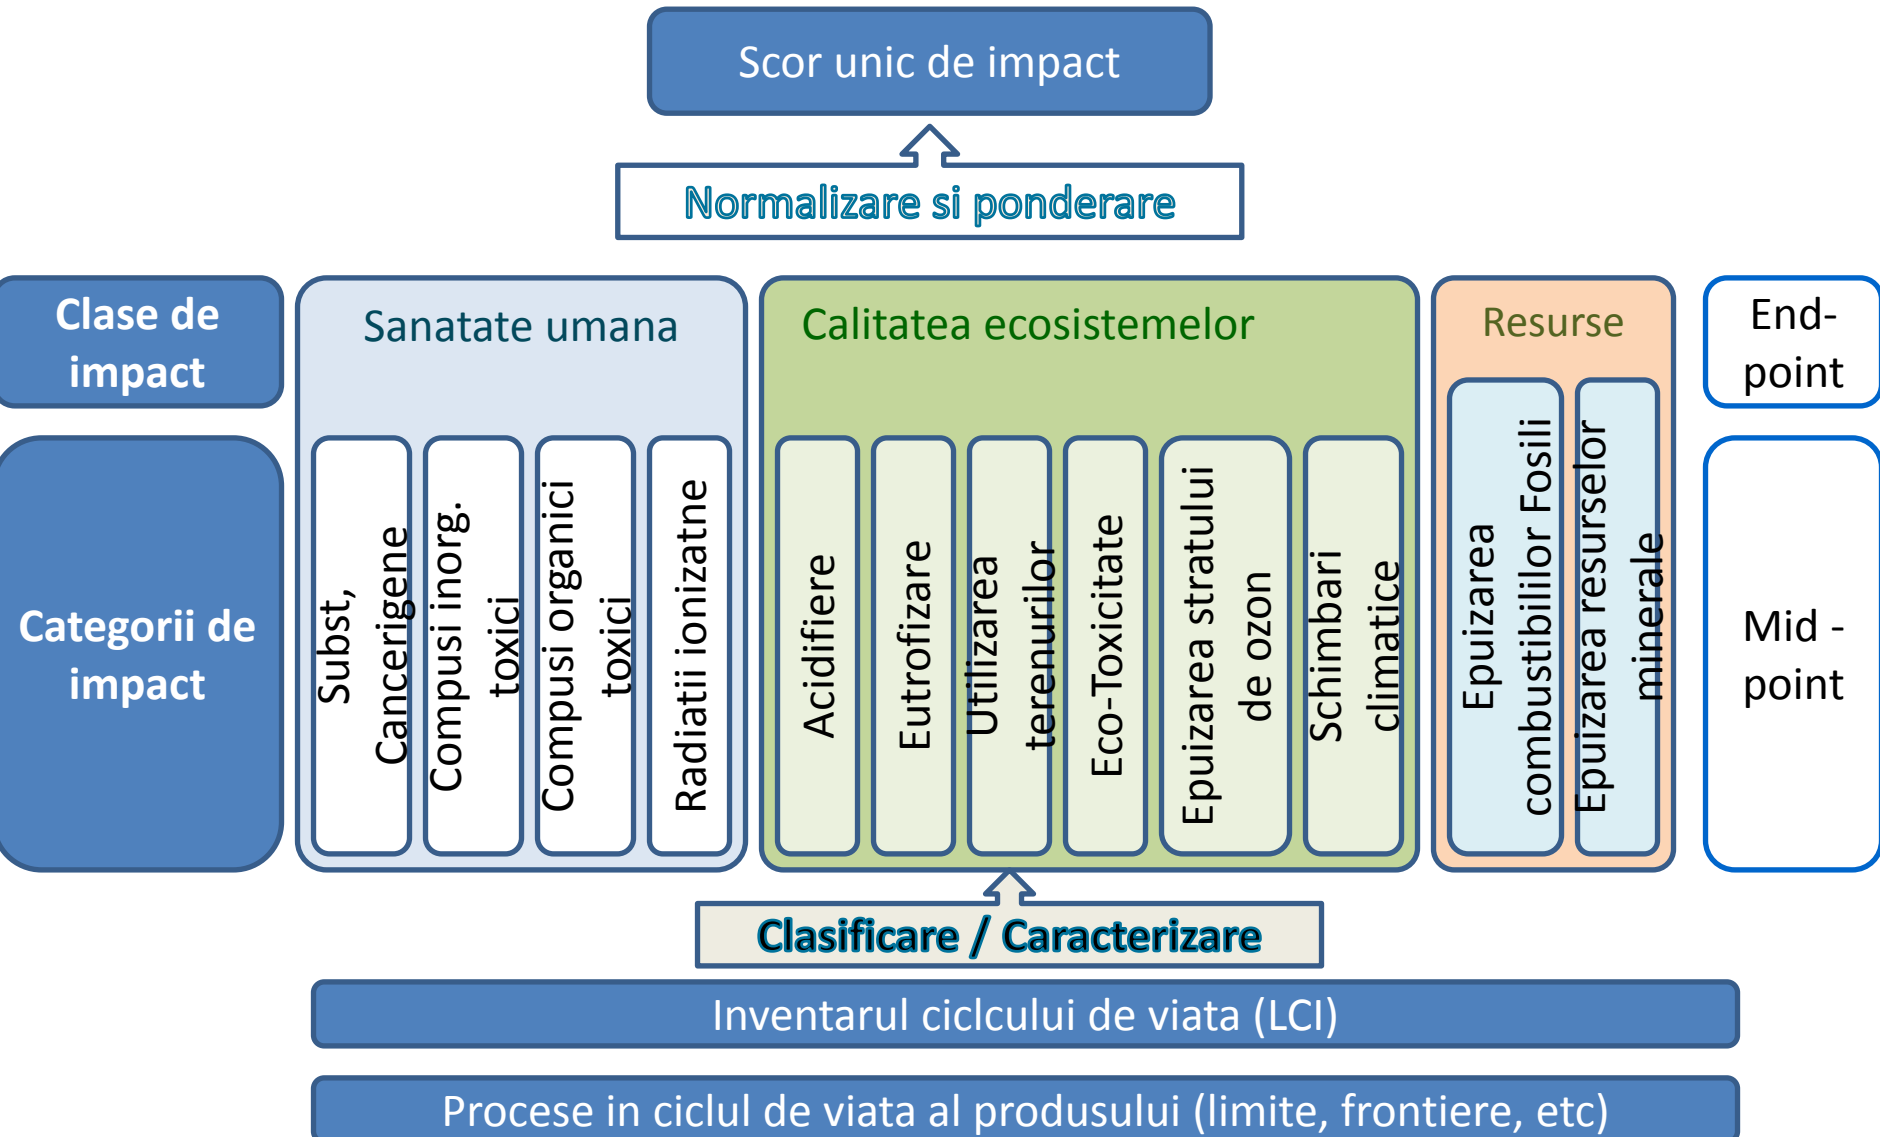 Scor unic de impact
Normalizare si ponderare
Clase de
impact
Sanatate umana
Calitatea ecosistemelor
Resurse
End-
point
Categorii de
impact
Subst,
Cancerigene
Compusi inorg.
toxici
Compusi organici
toxici
Radiatii ionizatne
Acidifiere
Eutrofizare
Utilizarea
terenurilor
Eco-Toxicitate
Epuizarea stratului
de ozon
Schimbari
climatice
Epuizarea
combustibililor Fosili
Epuizarea resurselor
minerale
Mid -
point
Clasificare / Caracterizare
Inventarul ciclcului de viata (LCI)
Procese in ciclul de viata al produsului (limite, frontiere, etc)